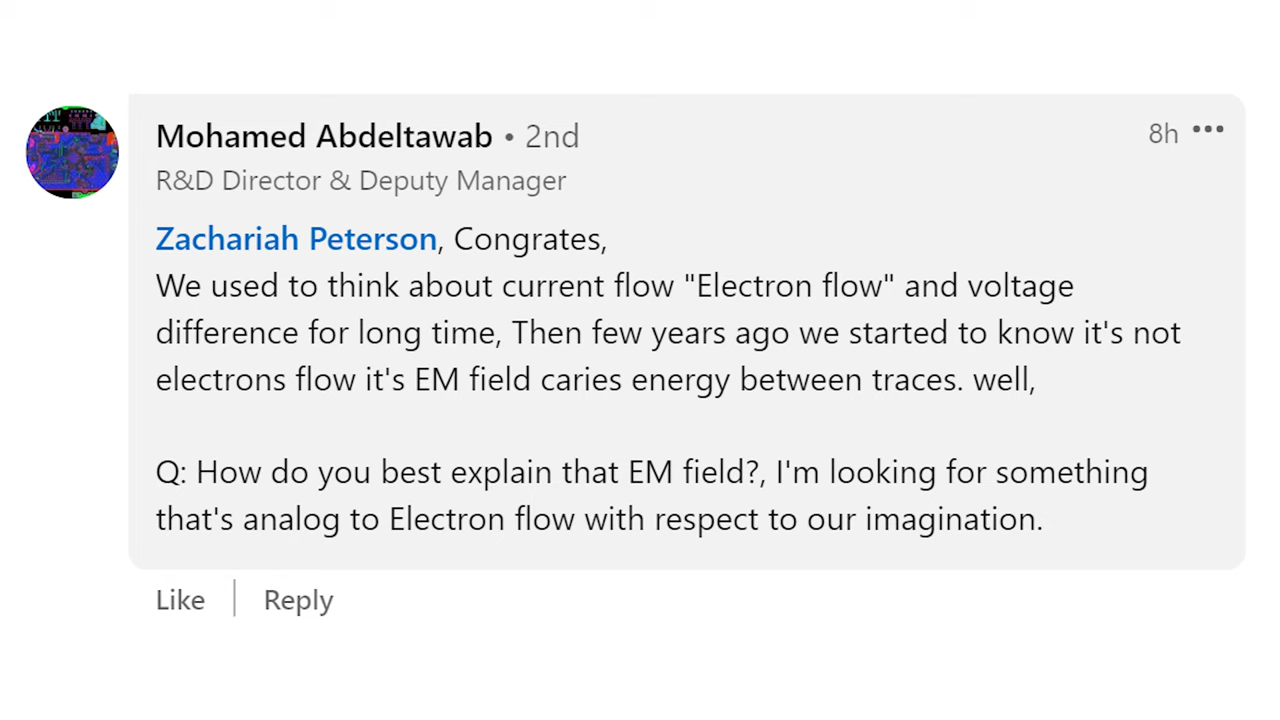 Mohamed Abdeltawab • 2nd
8h •••
R&D Director & Deputy Manager
Zachariah Peterson, Congrates,
We used to think about current flow "Electron flow" and voltage
difference for long time, Then few years ago we started to know it's not
electrons flow it's EM field caries energy between traces. well,
Q: How do you best explain that EM field?, I'm looking for something
that's analog to Electron flow with respect to our imagination.
Like | Reply